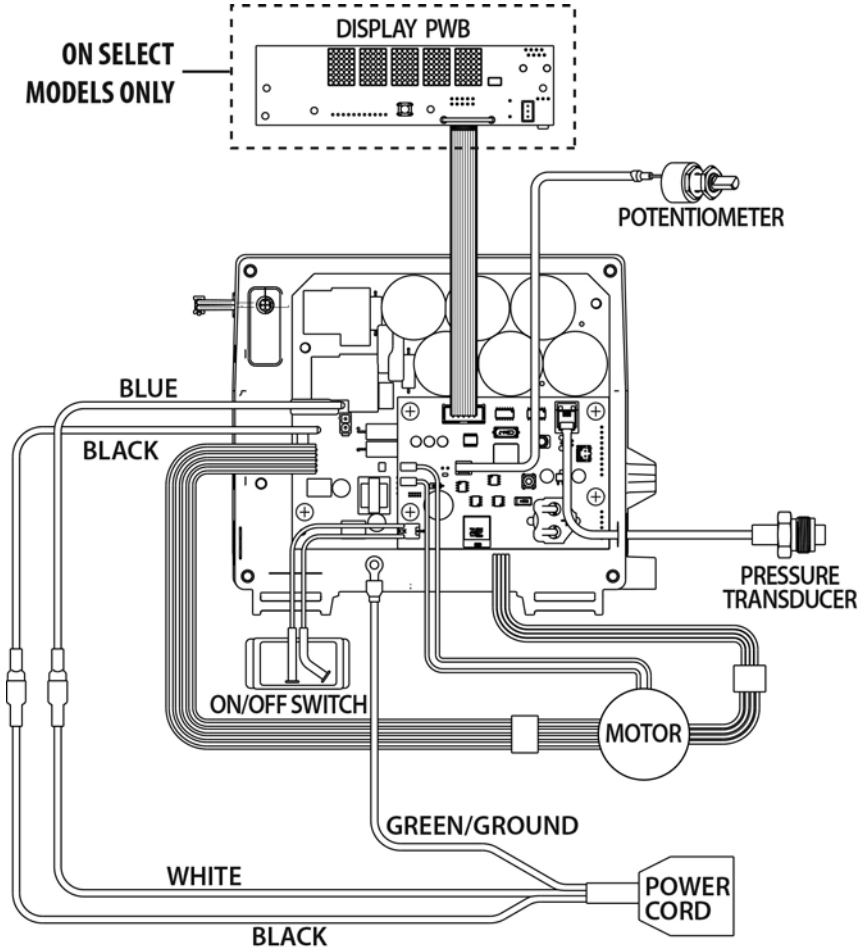 DISPLAY PWB
ON SELECT
MODELS ONLY
POTENTIOMETER
BLUE
BLACK
PRESSURE
TRANSDUCER
ON/OFF SWITCH
MOTOR
GREEN/GROUND
WHITE
POWER
CORD
BLACK